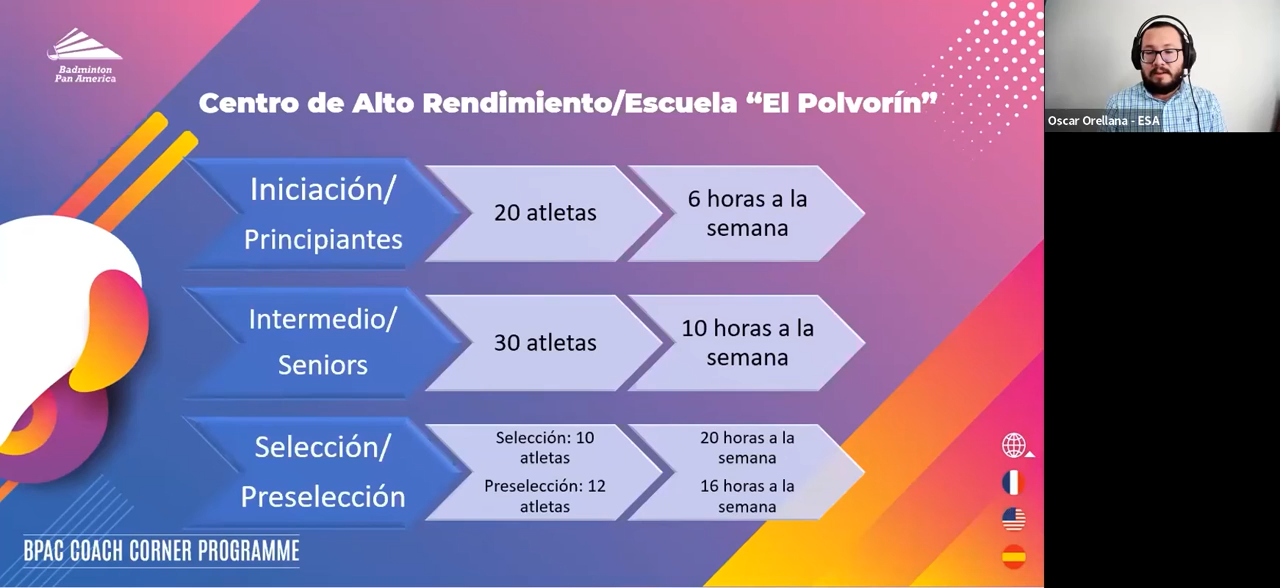 Badminton
Pan America
Centro de Alto Rendimiento/Escuela “El Polvorín”
Iniciación/
Principiantes
20 atletas
6 horas a la
semana
Intermedio/
Seniors
30 atletas
10 horas a la
semana
Selección/
Preselección
Selección: 10
atletas
Preselección: 12
atletas
20 horas a la
semana
16 horas a la
semana
BPAC COACH CORNER PROGRAMME
Oscar Orellana - ESA